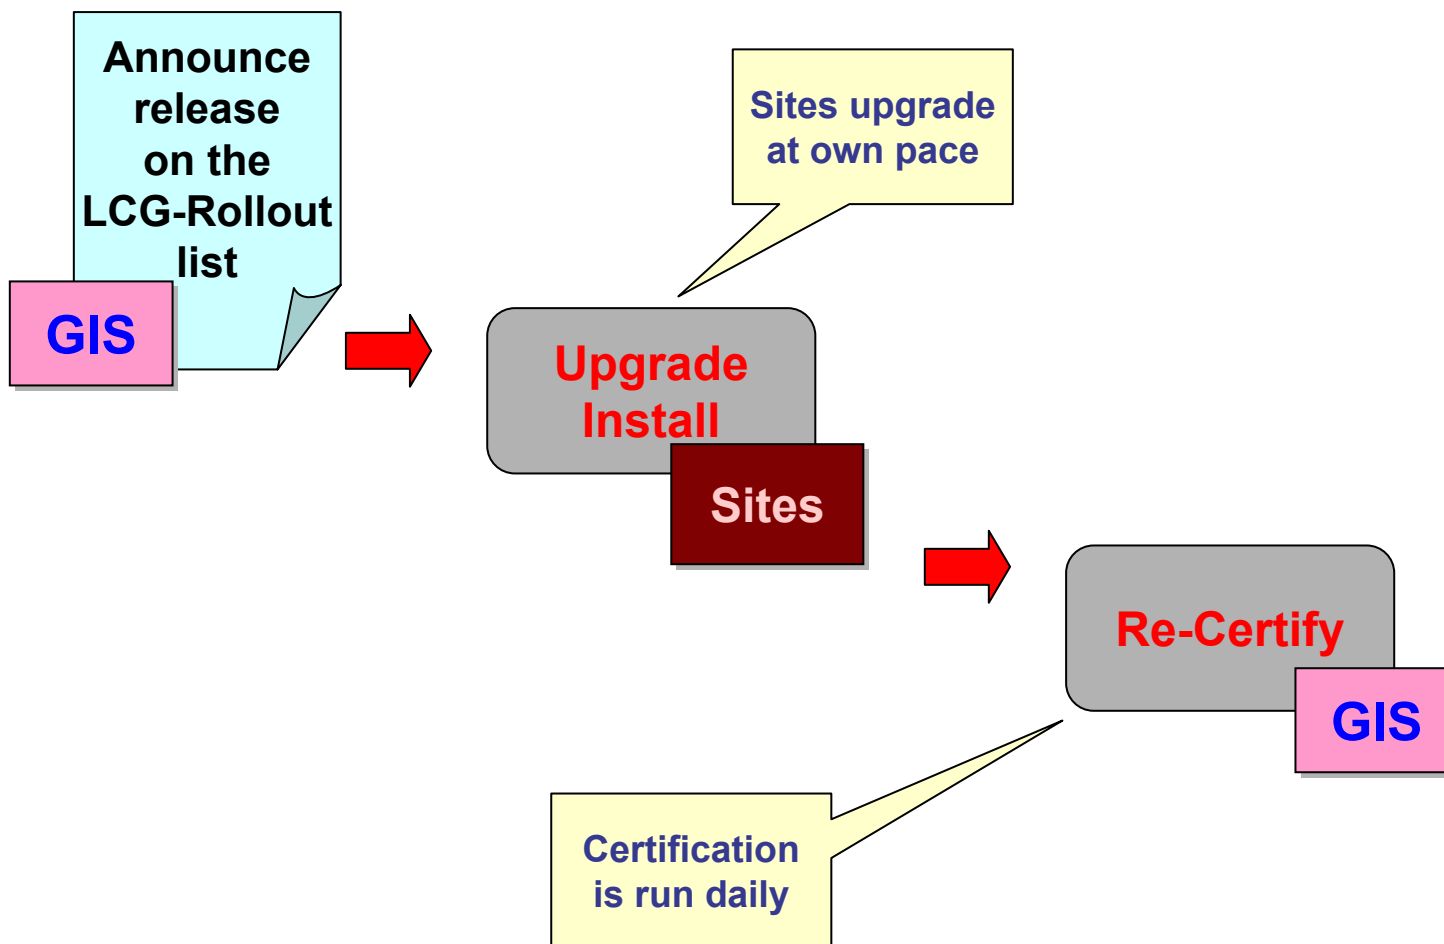 Announce
release
on the
LCG-Rollout
list
GIS
Sites upgrade
at own pace
Upgrade
Install
Sites
Re-Certify
GIS
Certification
is run daily